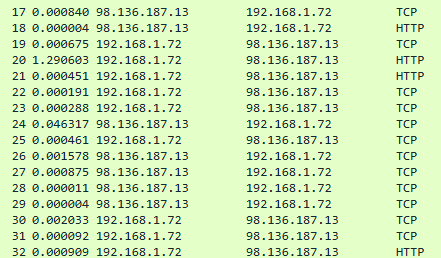 17 0.000840 98.136.187.13 192.168.1.72 TCP
18 0.000004 98.136.187.13 192.168.1.72 HTTP
19 0.000675 192.168.1.72 98.136.187.13 TCP
20 1.290603 192.168.1.72 98.136.187.13 HTTP
21 0.000451 192.168.1.72 98.136.187.13 HTTP
22 0.000191 192.168.1.72 98.136.187.13 TCP
23 0.000288 192.168.1.72 98.136.187.13 TCP
24 0.046317 98.136.187.13 192.168.1.72 TCP
25 0.000461 192.168.1.72 98.136.187.13 TCP
26 0.001578 98.136.187.13 192.168.1.72 TCP
27 0.000875 98.136.187.13 192.168.1.72 TCP
28 0.000011 98.136.187.13 192.168.1.72 TCP
29 0.000004 98.136.187.13 192.168.1.72 TCP
30 0.002033 192.168.1.72 98.136.187.13 TCP
31 0.000092 192.168.1.72 98.136.187.13 TCP
32 0.000909 192.168.1.72 98.136.187.13 HTTP